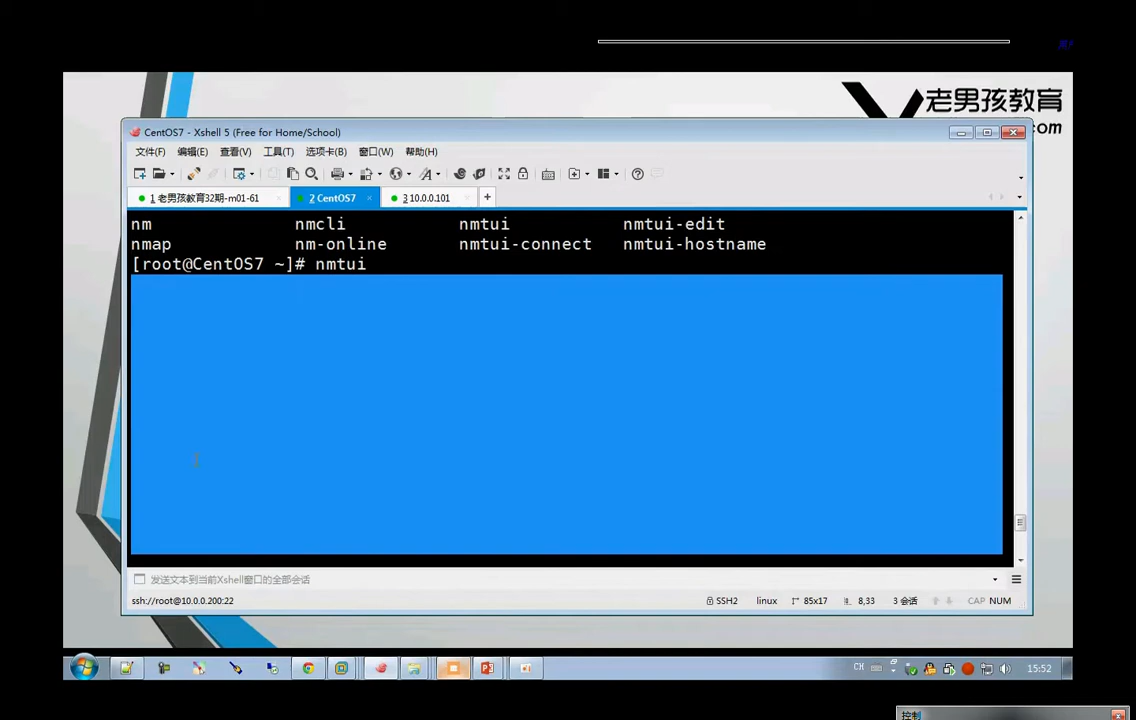 老男孩教育
.com
CentOS7 - Xshell 5 (Free for Home/School)
文件(F) 编辑(E) 查看(V) 工具(T) 选项卡(B) 窗口(W) 帮助(H)
1 老男孩教育32期-m01-61 2 CentOS7 3 10.0.0.101
nm nmcli nmtui nmtui-edit
nmap nm-online nmtui-connect nmtui-hostname
[root@CentOS7 ~]# nmtui
发送文本到当前Xshell窗口的全部会话
ssh://root@10.0.0.200:22 SSH2 linux 85x17 8,33 3 会话 CAP NUM
CH 15:52
控制